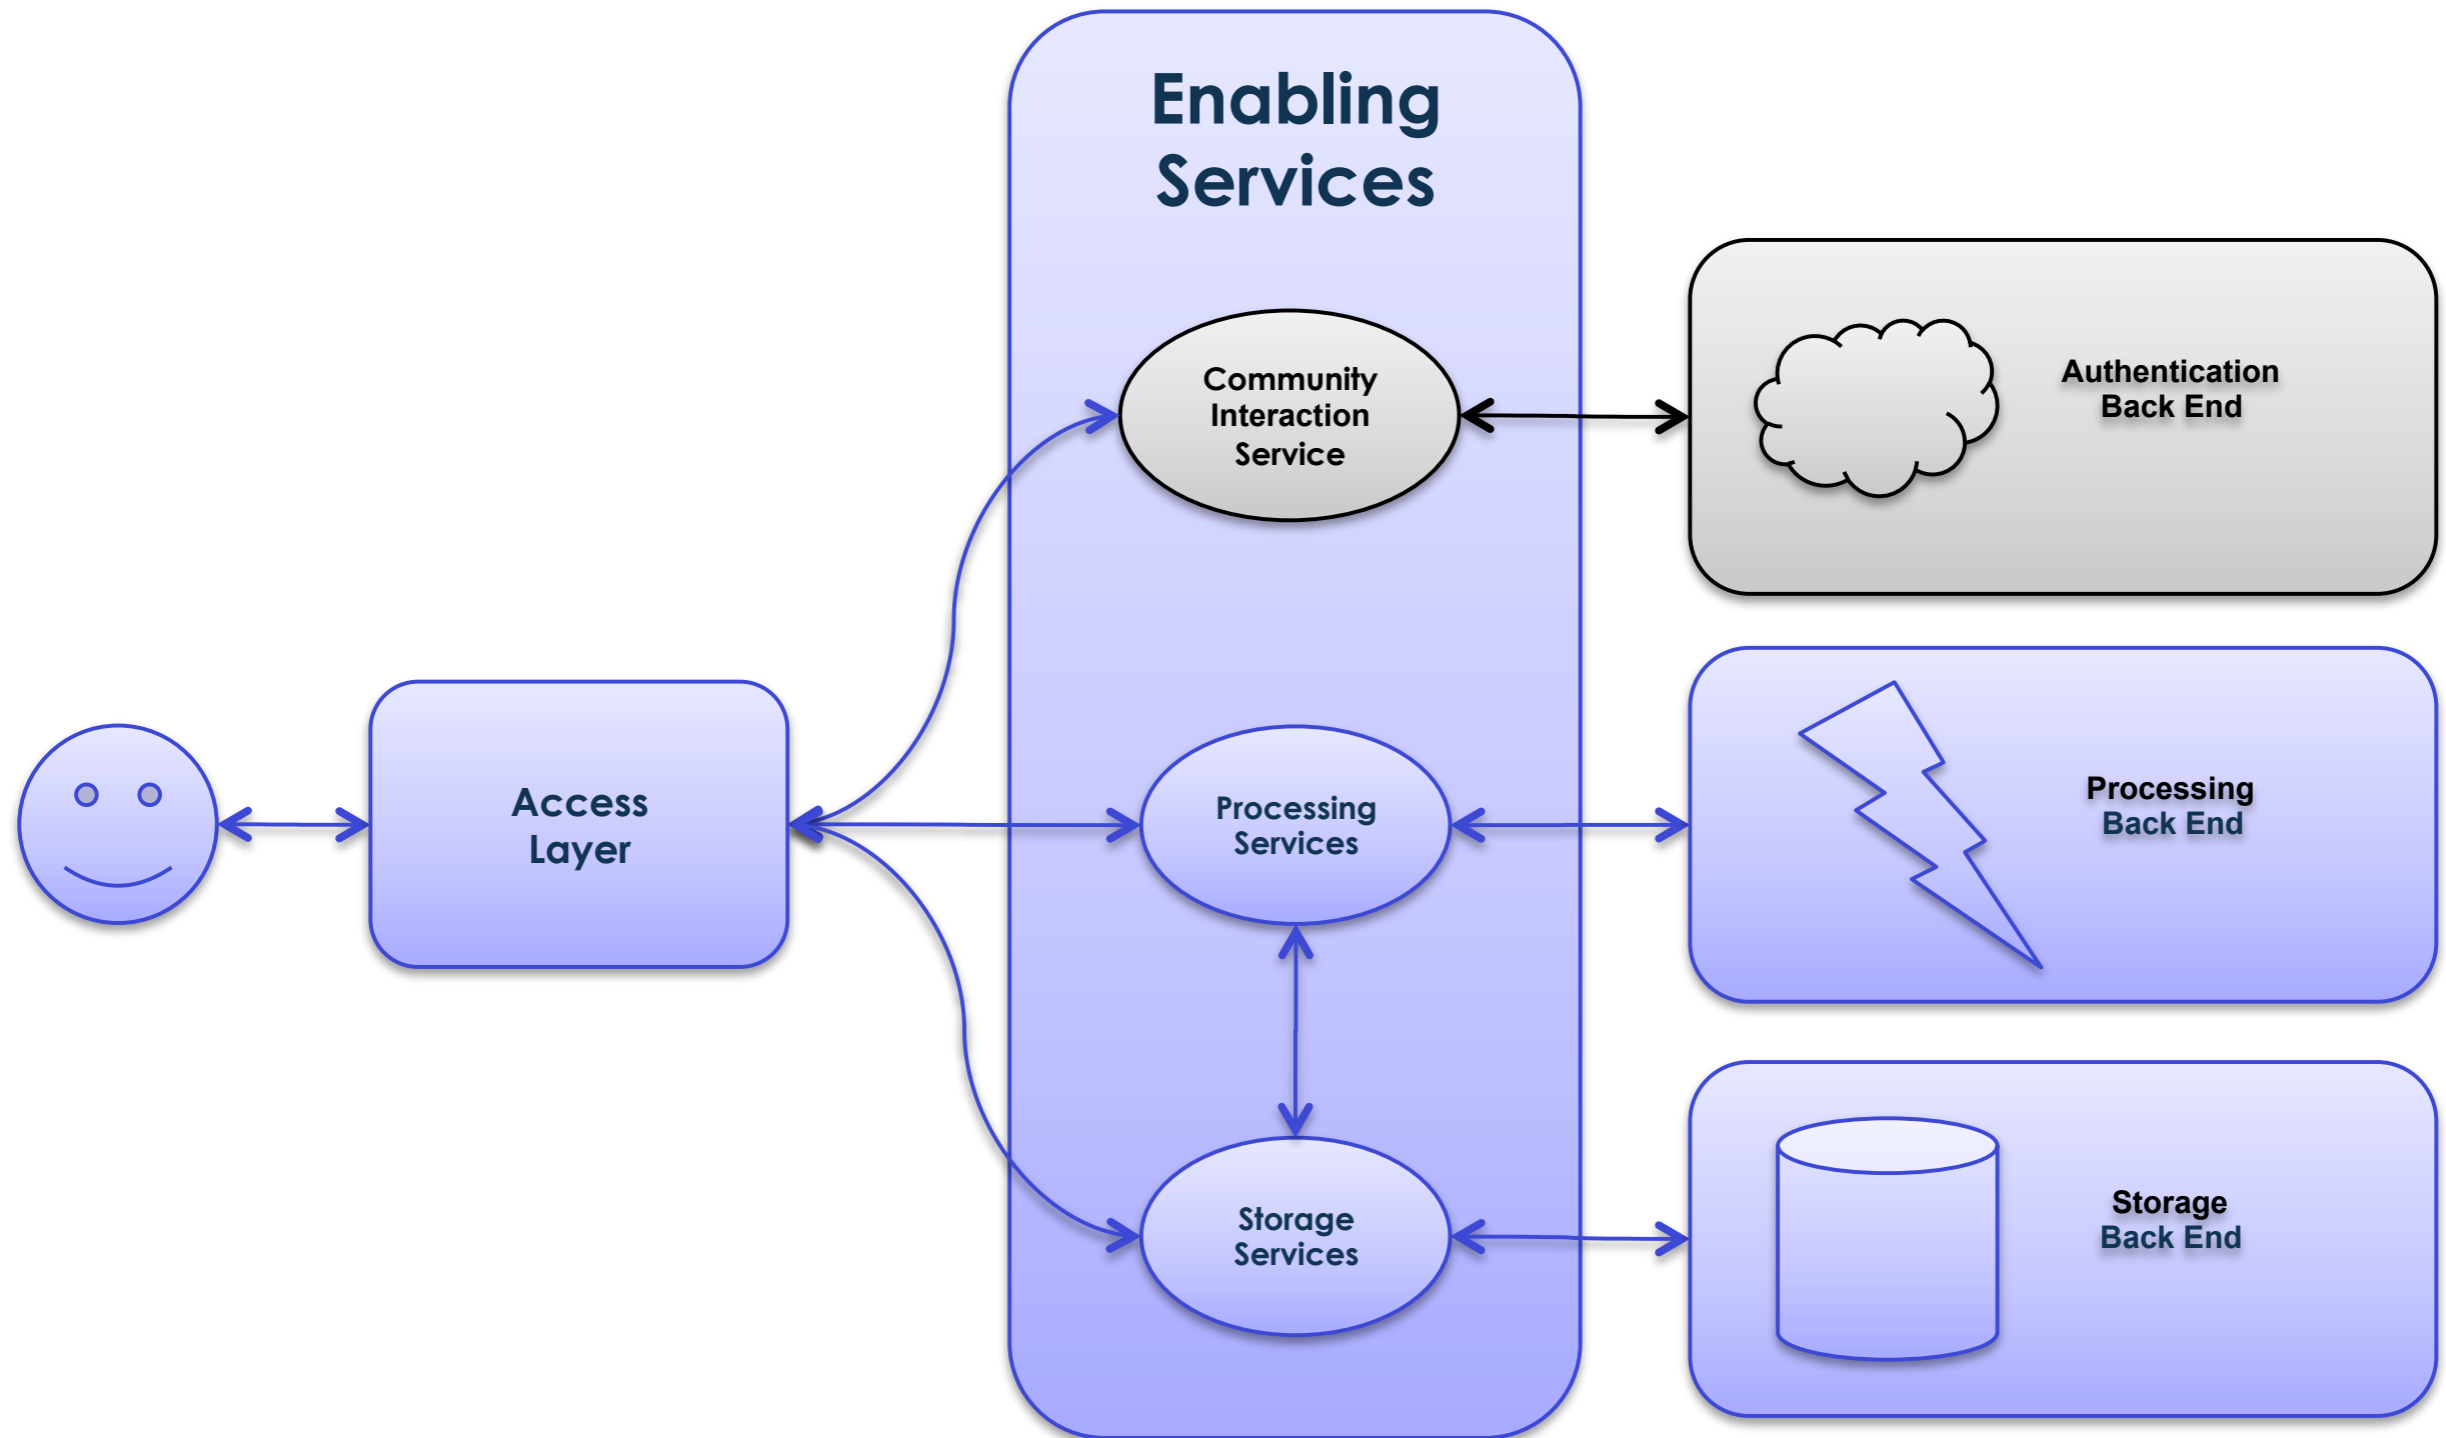 Enabling
Services
Community
Interaction
Service
Authentication
Back End
Access
Layer
Processing
Services
Processing
Back End
Storage
Services
Storage
Back End